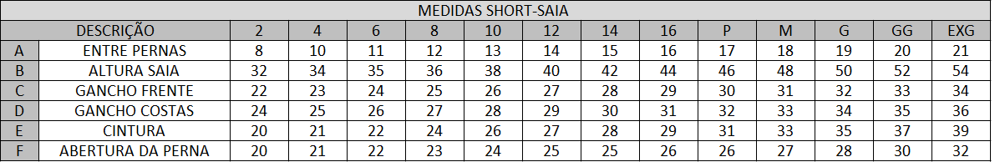 MEDIDAS SHORT-SAIA
DESCRIÇÃO 2 4 6 8 10 12 14 16 P M G GG EXG
A ENTRE PERNAS 8 10 11 12 13 14 15 16 17 18 19 20 21
B ALTURA SAIA 32 34 35 36 38 40 42 44 46 48 50 52 54
C GANCHO FRENTE 22 23 24 25 26 27 28 29 30 31 32 33 34
D GANCHO COSTAS 24 25 26 27 28 29 30 31 32 33 34 35 36
E CINTURA 20 21 22 24 26 27 28 29 31 33 35 37 39
F ABERTURA DA PERNA 20 21 22 23 24 25 25 26 26 27 28 30 32